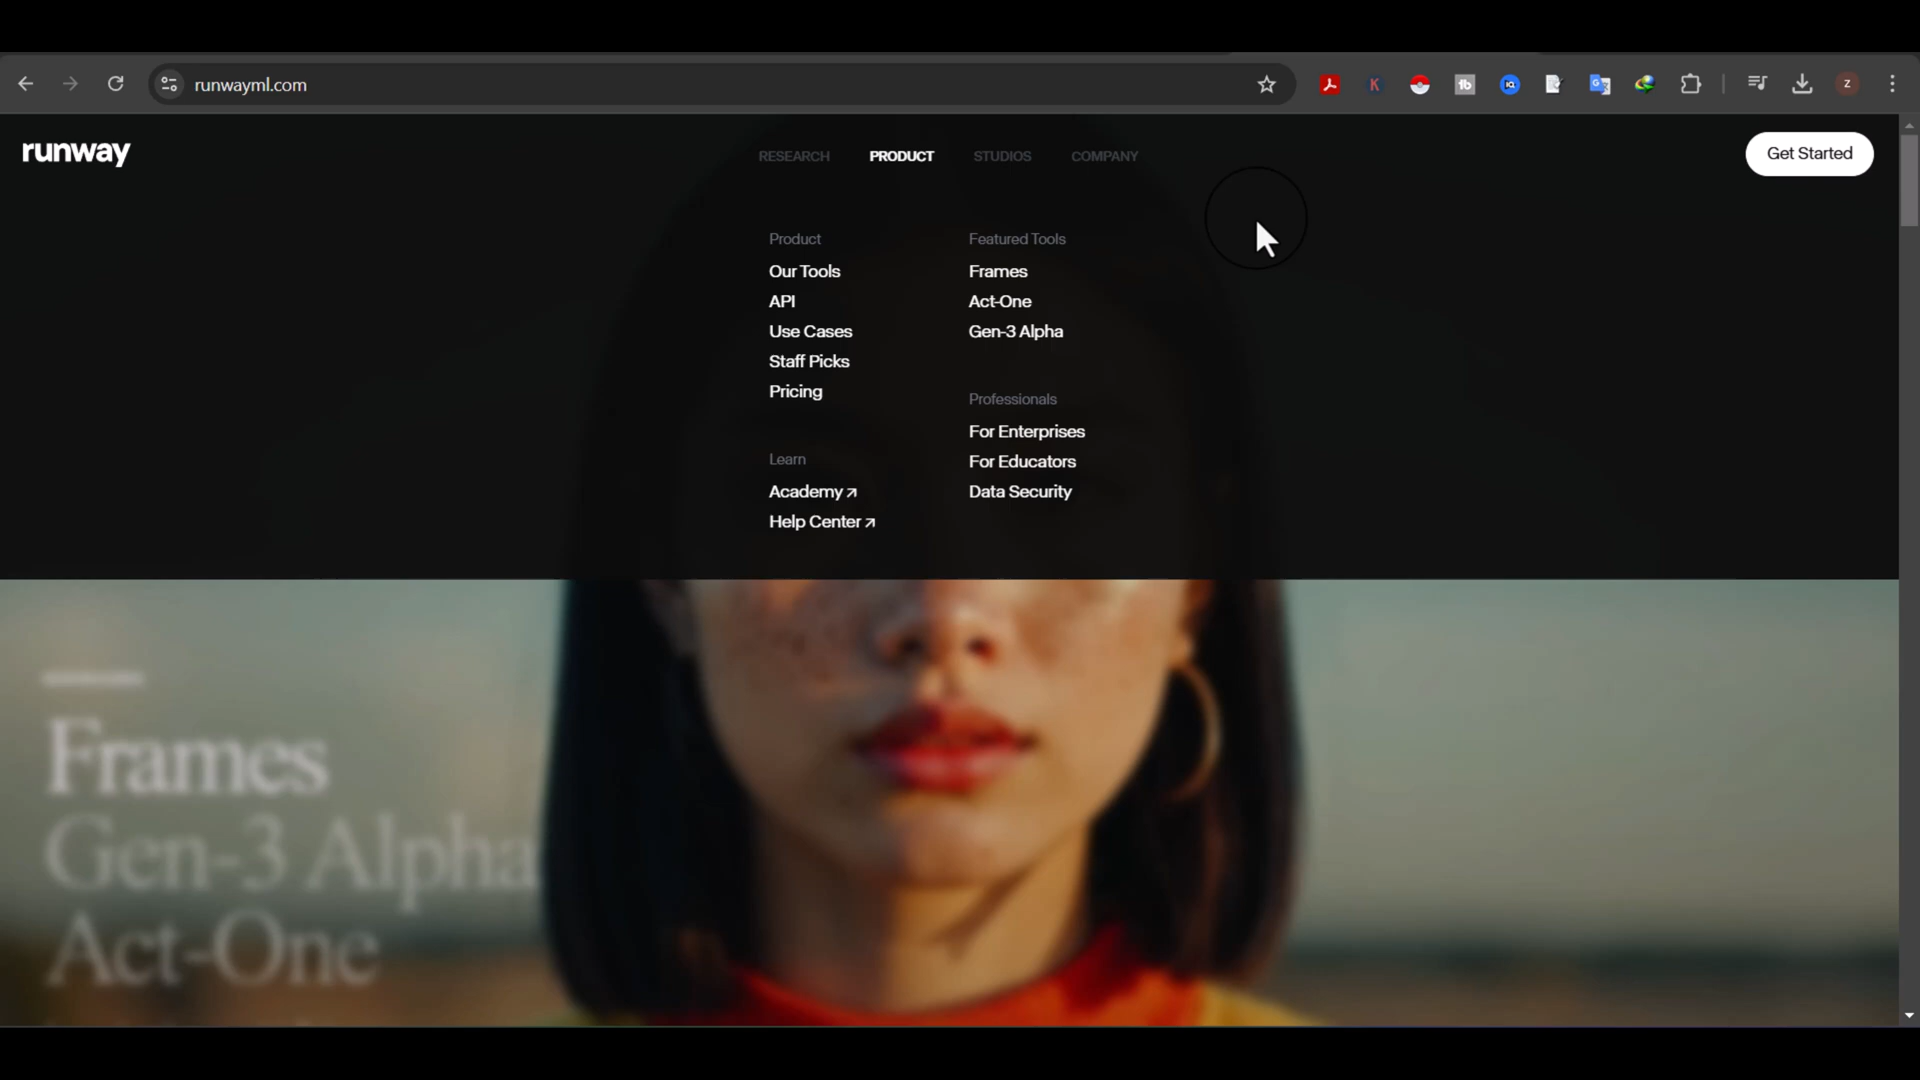 runwayml.com
runway
RESEARCH PRODUCT STUDIOS COMPANY
Get Started
Product
Our Tools
API
Use Cases
Staff Picks
Pricing
Learn
Academy ↗
Help Center ↗
Featured Tools
Frames
Act-One
Gen-3 Alpha
Professionals
For Enterprises
For Educators
Data Security
Frames
Gen-3 Alpha
Act-One